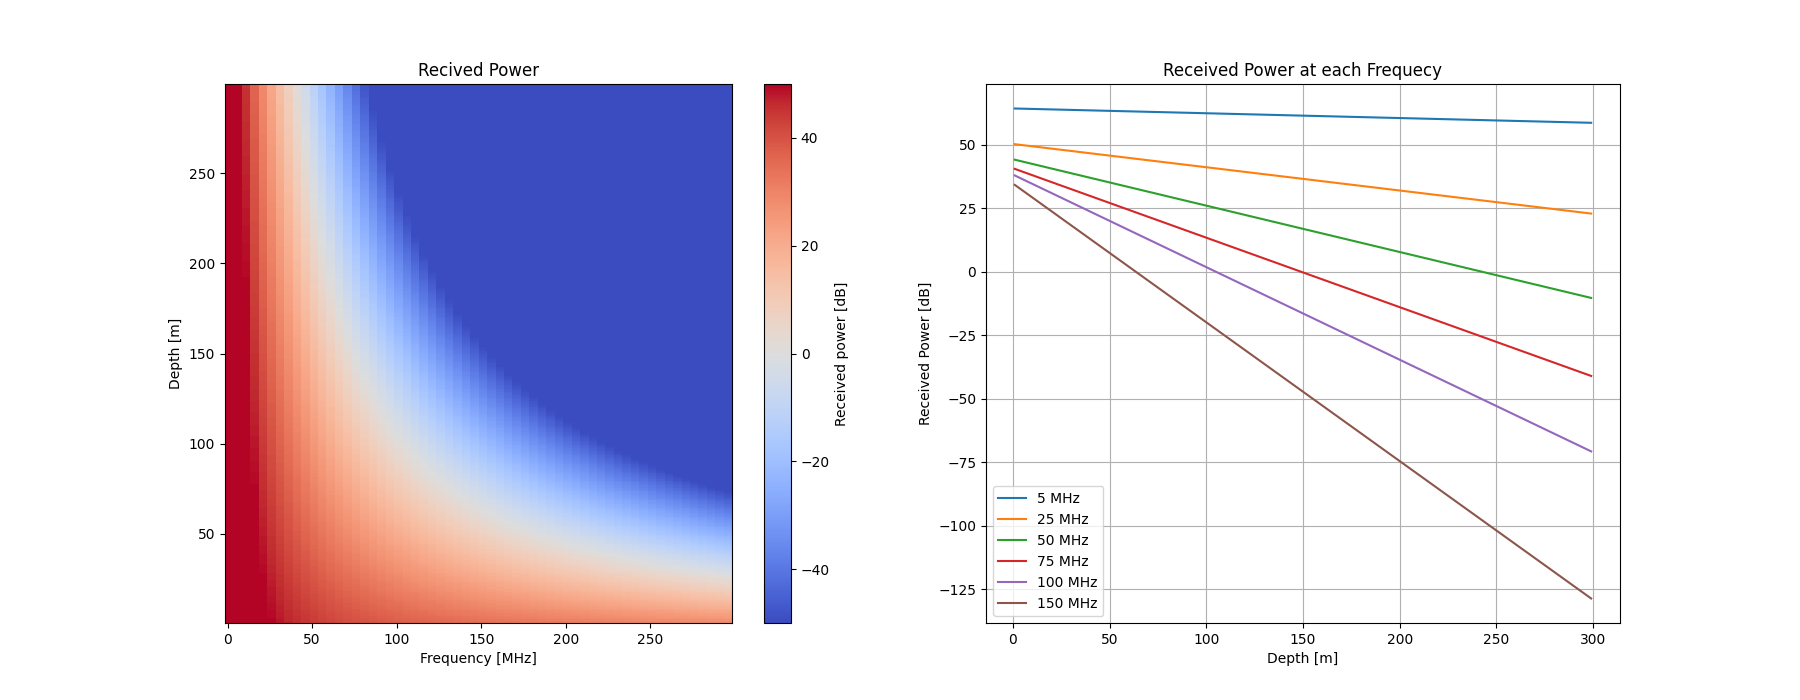 Recived Power
250
200
150
100
50
0
50
100
150
200
250
Frequency [MHz]
Depth [m]
40
20
0
−20
−40
Received power [dB]
Received Power at each Frequecy
50
25
0
−25
−50
−75
−100
−125
Received Power [dB]
5 MHz
25 MHz
50 MHz
75 MHz
100 MHz
150 MHz
0
50
100
150
200
250
300
Depth [m]